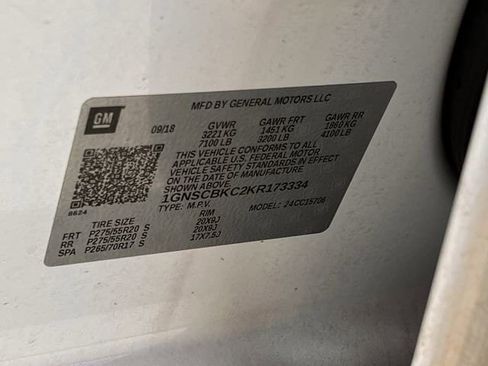 MFD BY GENERAL MOTORS LLC
GM
09/18 GVWR GAWR FRT GAWR RR
3221 KG 1451 KG 1860 KG
7100 LB 3200 LB 4100 LB
THIS VEHICLE CONFORMS TO ALL
APPLICABLE U.S. FEDERAL MOTOR
VEHICLE SAFETY STANDARDS IN EFFECT
ON THE DATE OF MANUFACTURE
SHOWN ABOVE.
1GNSCBKC2KR173334
TYPE: M.P.V. MODEL: J4CC15706
8624
TIRE SIZE RIM
FRT P275/55R20 S 20X9J
RR P275/55R20 S 20X9J
SPA P265/70R17 S 17X7.5J